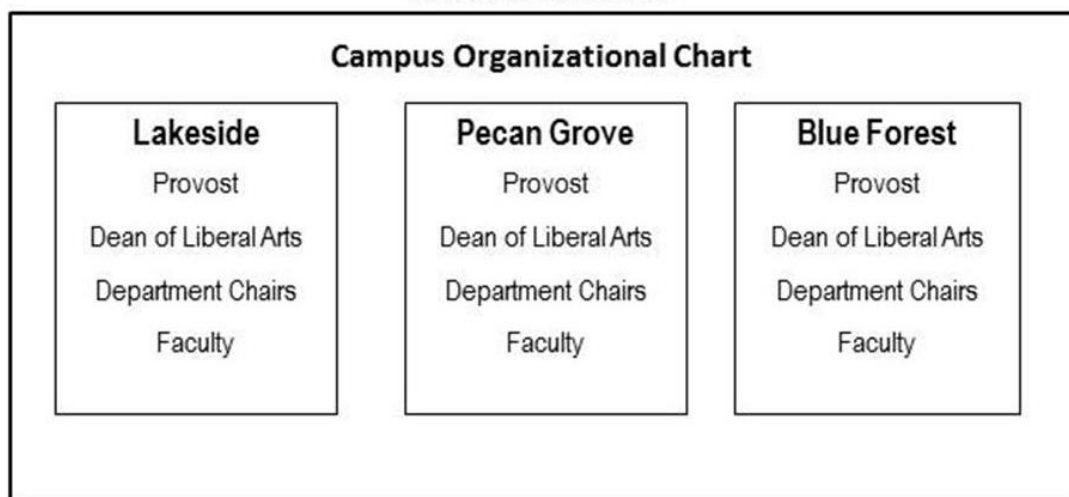 Campus Organizational Chart
Lakeside
Provost
Dean of Liberal Arts
Department Chairs
Faculty
Pecan Grove
Provost
Dean of Liberal Arts
Department Chairs
Faculty
Blue Forest
Provost
Dean of Liberal Arts
Department Chairs
Faculty